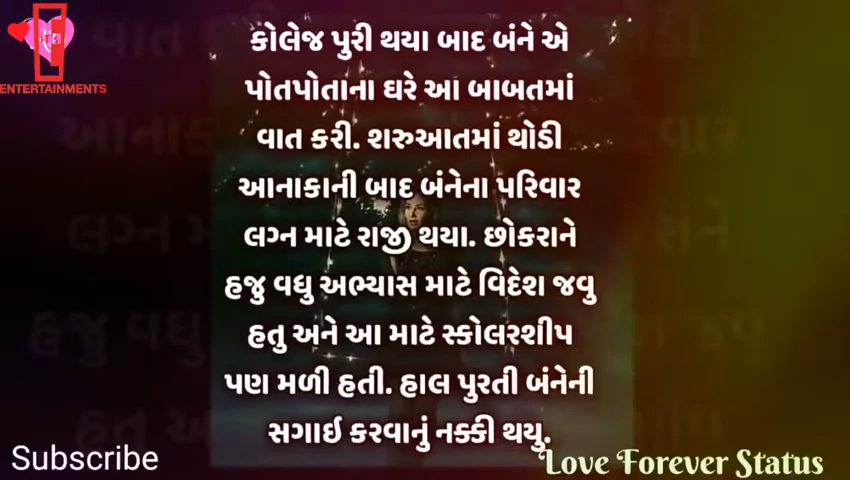 ENTERTAINMENTS
કોલેજ પુરી થયા બાદ બંને એ
પોતપોતાના ઘરે આ બાબતમાં
વાત કરી. શરુઆતમાં થોડી
આનાકાની બાદ બંનેના પરિવાર
લગ્ન માટે રાજી થયા. છોકરાને
હજુ વધુ અભ્યાસ માટે વિદેશ જવુ
હતુ અને આ માટે સ્કોલરશીપ
પણ મળી હતી. હાલ પુરતી બંનેની
સગાઇ કરવાનું નક્કી થયુ.
Subscribe
Love Forever Status